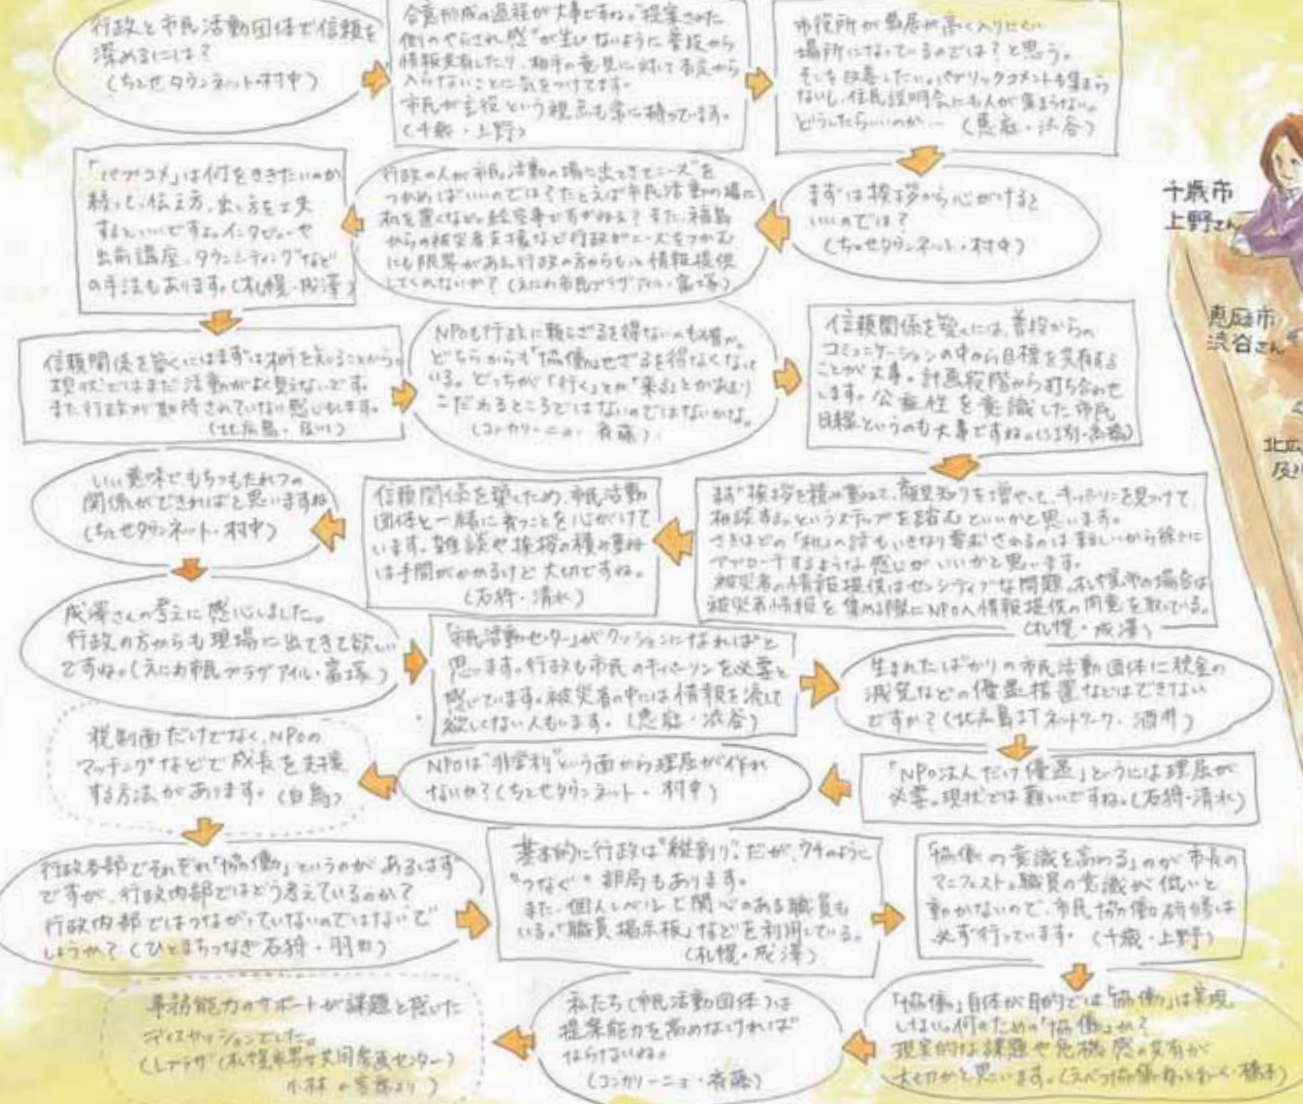 行政と市民活動団体で信頼を
深めるには？
(ちとせタウンネット・村中)
合意形成の過程が大事ですね。"提案された
側のやらされ感"が生じないように普段から
情報共有したり、相手の意見に対して否定から
入らないことに気をつけてます。
市民が主役という視点も常に持っています。
(千歳・上野)
市役所が敷居が高く入りにくい
場所になっているのでは？と思う。
そこを改善したい。パブリックコメントも集まら
ないし、住民説明会にも人が集まらない。
どうしたらいいのか… (恵庭・渋谷)
まずは挨拶から心がけると
いいのでは？
(ちとせタウンネット・村中)
行政の人が市民活動の場に出てきてニーズを
つかめばいいのでは？たとえば市民活動の場に
机を置くなど。絵空事ですかねえ？また、福島
からの被災者支援など行政がニーズをつかむ
にも限界がある。行政の方からもっと情報提供
してくれないか？(えにわ市民プラザアイル・富塚)
「パブコメ」は何をききたいのか
絞って、伝え方、出し方を工夫
するといいですよ。インタビューや
出前講座、タウンミーティングなど
の手法もあります。(札幌・成澤)
信頼関係を築くにはまずは相手を知ることから。
現状ではまだ活動がよく見えないです。
また行政が期待されていない感じもします。
(北広島・及川)
NPOも行政に頼らざるを得ないのも確か。
どちらからも"協働"せざるを得なくなって
いる。どっちが「行く」とか「来る」とかあまり
こだわるところではないのではないかな。
(コンカリーニョ・斉藤)
信頼関係を築くには、普段からの
コミュニケーションの中から目標を共有する
ことが大事。計画段階から打ち合わせ
します。公益性を意識した市民
目線というのも大事ですね。
まず挨拶を積み重ねて、顔見知りを増やして、キーパーソンを見つけて
相談する。というステップを踏むといいかと思います。
さきほどの「机」の話もいきなり要求されるのは難しいから徐々に
アプローチするような感じがいいかと思います。
被災者の情報提供はセンシティブな問題。札幌市の場合は
被災者情報を集める際にNPOへ情報提供の同意を取っている。
(札幌・成澤)
信頼関係を築くため、市民活動
団体と一緒に育つことを心がけて
います。雑談や挨拶の積み重ね
は手間がかかるけど大切ですね。
(石狩・清水)
いい意味でもちつもたれつの
関係ができればと思いますね
(ちとせタウンネット・村中)
成澤さんの考えに感心しました。
行政の方からも現場に出てきて欲しい
ですね。(えにわ市民プラザアイル・富塚)
「市民活動センター」がクッションになればと
思います。行政も市民のキーパーソンを必要と
感じています。被災者の中には情報を流して
欲しくない人もいます。(恵庭・渋谷)
生まれたばかりの市民活動団体に税金の
減免などの優遇措置などはできない
ですか？(北広島ITネットワーク・酒井)
「NPO法人だけ優遇」というには理屈が
必要。現状では難しいですね。(石狩・清水)
NPOは"非営利"という面から理屈が作れ
ないか？(ちとせタウンネット・村中)
税制面だけでなく、NPOの
マッチングなどで成長を支援
する方法があります。(白鳥)
行政各部でそれぞれ「協働」というのがあるはず
ですが、行政内部ではどう考えているのか？
行政内部ではつながっていないのではないで
しょうか？(ひとまちつなぎ石狩・羽田)
基本的に行政は"縦割り"。だが、ウチのように
"つなぐ"部局もあります。
また、個人レベルで関心のある職員も
いる。「職員掲示板」などを利用している。
(札幌・成澤)
「協働の意識を高める」のが市長の
マニフェスト。職員の意識が低いと
動かないので、市民協働研修は
必ず行っています。(千歳・上野)
「協働」自体が目的では「協働」は実現
しない。何のための「協働」か？
現実的な課題や危機感の共有が
大切かと思います。(えべつ協働ねっとわーく・橋本)
私たち(市民活動団体)は
提案能力を高めなければ
ならないね。
(コンカリーニョ・斉藤)
事務能力のサポートが課題と感じた
ディスカッションでした。
(Lプラザ(札幌市男女共同参画センター)
小林
千歳市
上野さん
恵庭市
渋谷さん
北広
及川